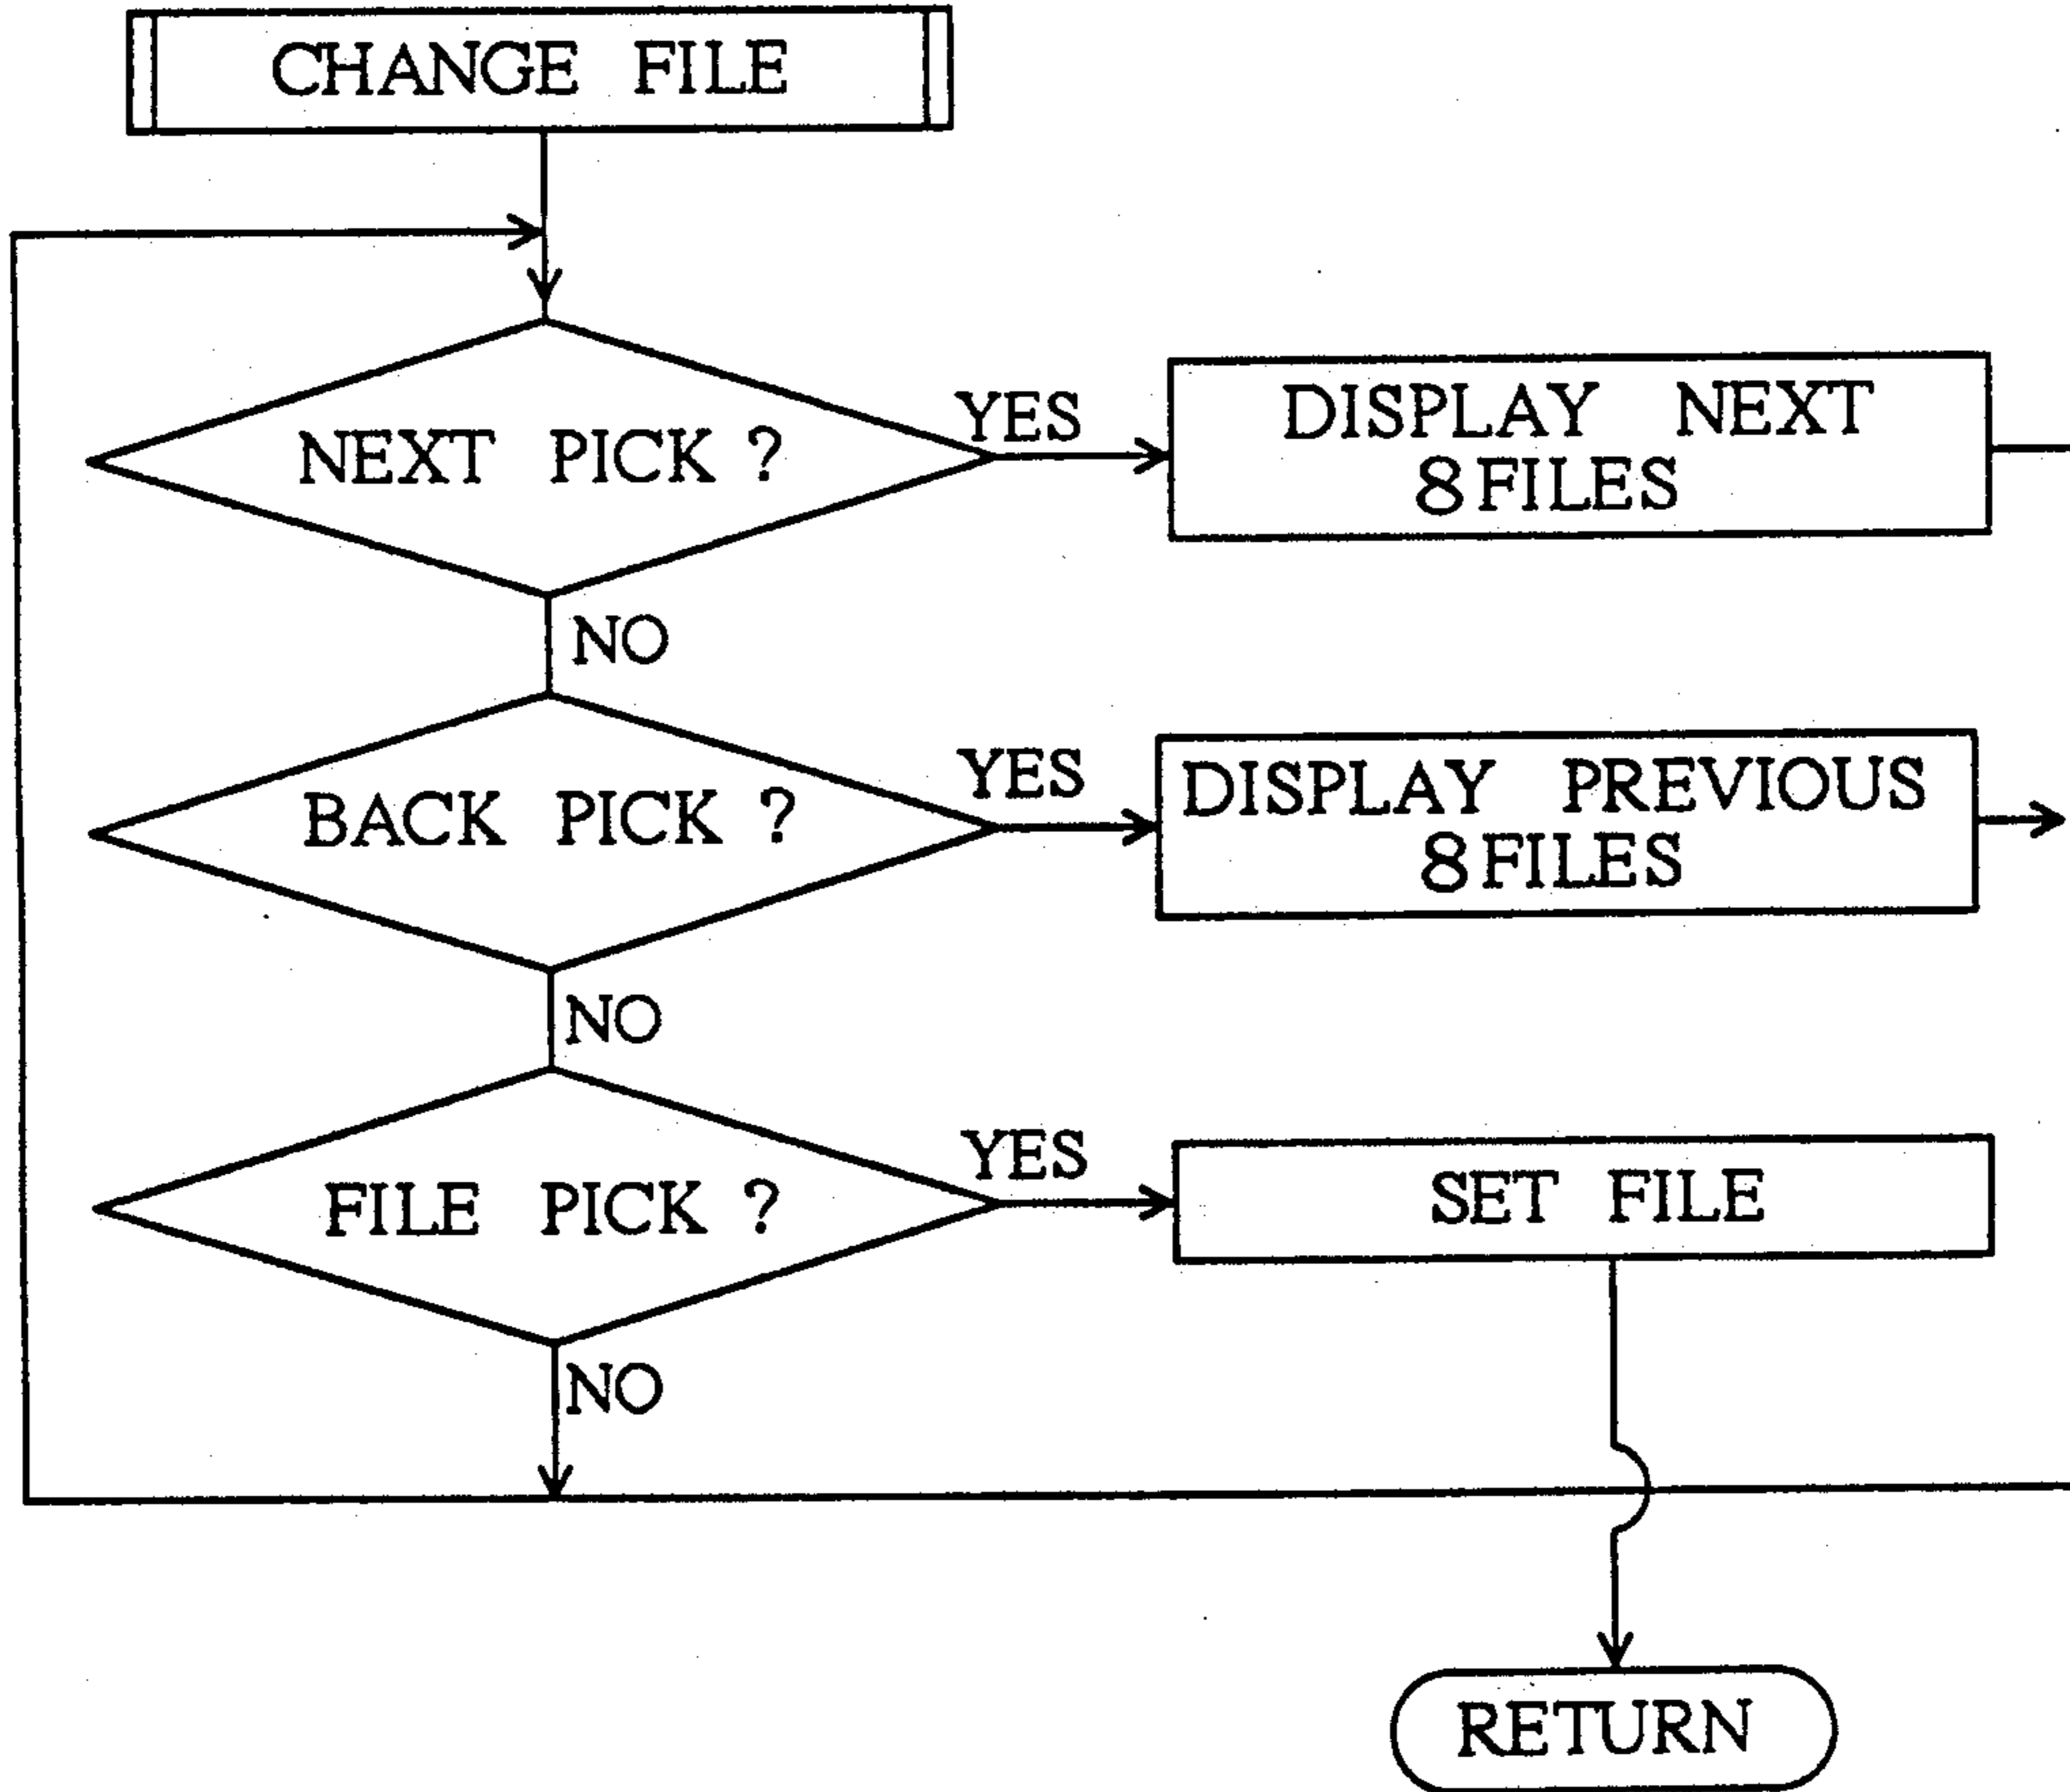 CHANGE FILE
NEXT PICK ?
YES
DISPLAY NEXT
8 FILES
NO
BACK PICK ?
YES
DISPLAY PREVIOUS
8 FILES
NO
FILE PICK ?
YES
SET FILE
NO
RETURN